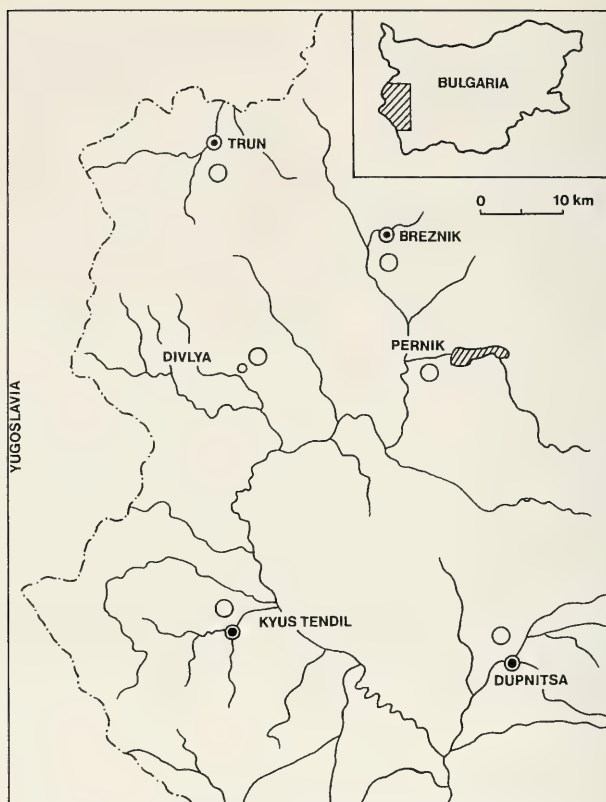 BULGARIA
TRUN
0 10 km
BREZNIK
PERNIK
DIVLYA
YUGOSLAVIA
KYUS TENDIL
DUPNITSA